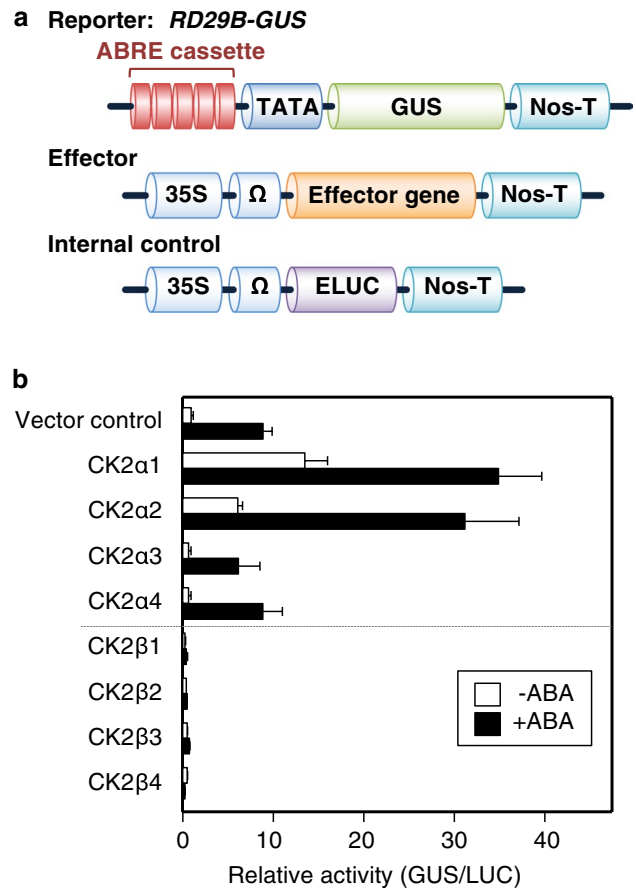 a Reporter: RD29B-GUS
ABRE cassette
TATA GUS Nos-T
Effector
35S Ω Effector gene Nos-T
Internal control
35S Ω ELUC Nos-T
b
Vector control
CK2α1
CK2α2
CK2α3
CK2α4
CK2β1
CK2β2
CK2β3
CK2β4
-ABA
+ABA
0 10 20 30 40
Relative activity (GUS/LUC)